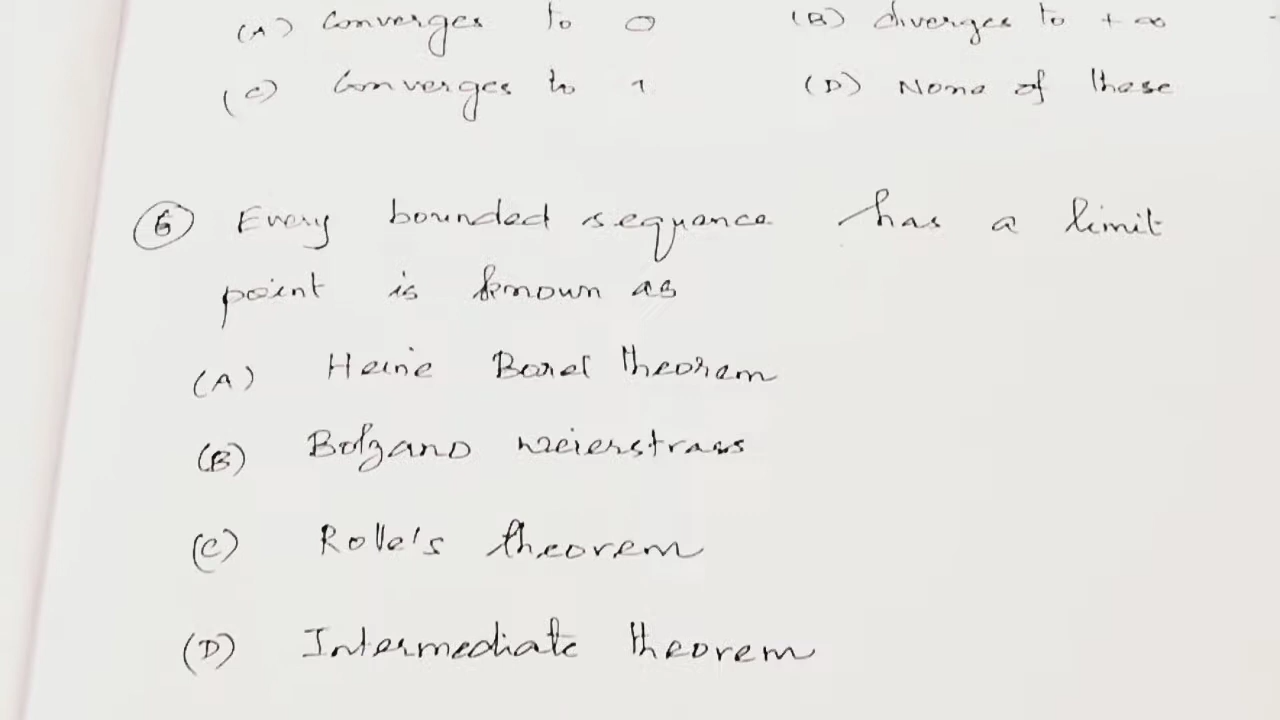 (A) Converges to 0 (B) diverges to +∞
(C) Converges to 1 (D) None of these
6 Every bounded sequence has a limit
point is known as
(A) Heine Borel theorem
(B) Bolzano weierstrass
(C) Rolle's theorem
(D) Intermediate theorem